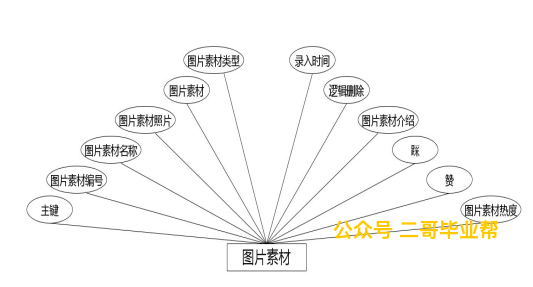 图片素材类型
录入时间
图片素材
逻辑删除
图片素材照片
图片素材介绍
图片素材名称
踩
图片素材编号
赞
主键
图片素材热度
公众号 二哥毕业帮
图片素材